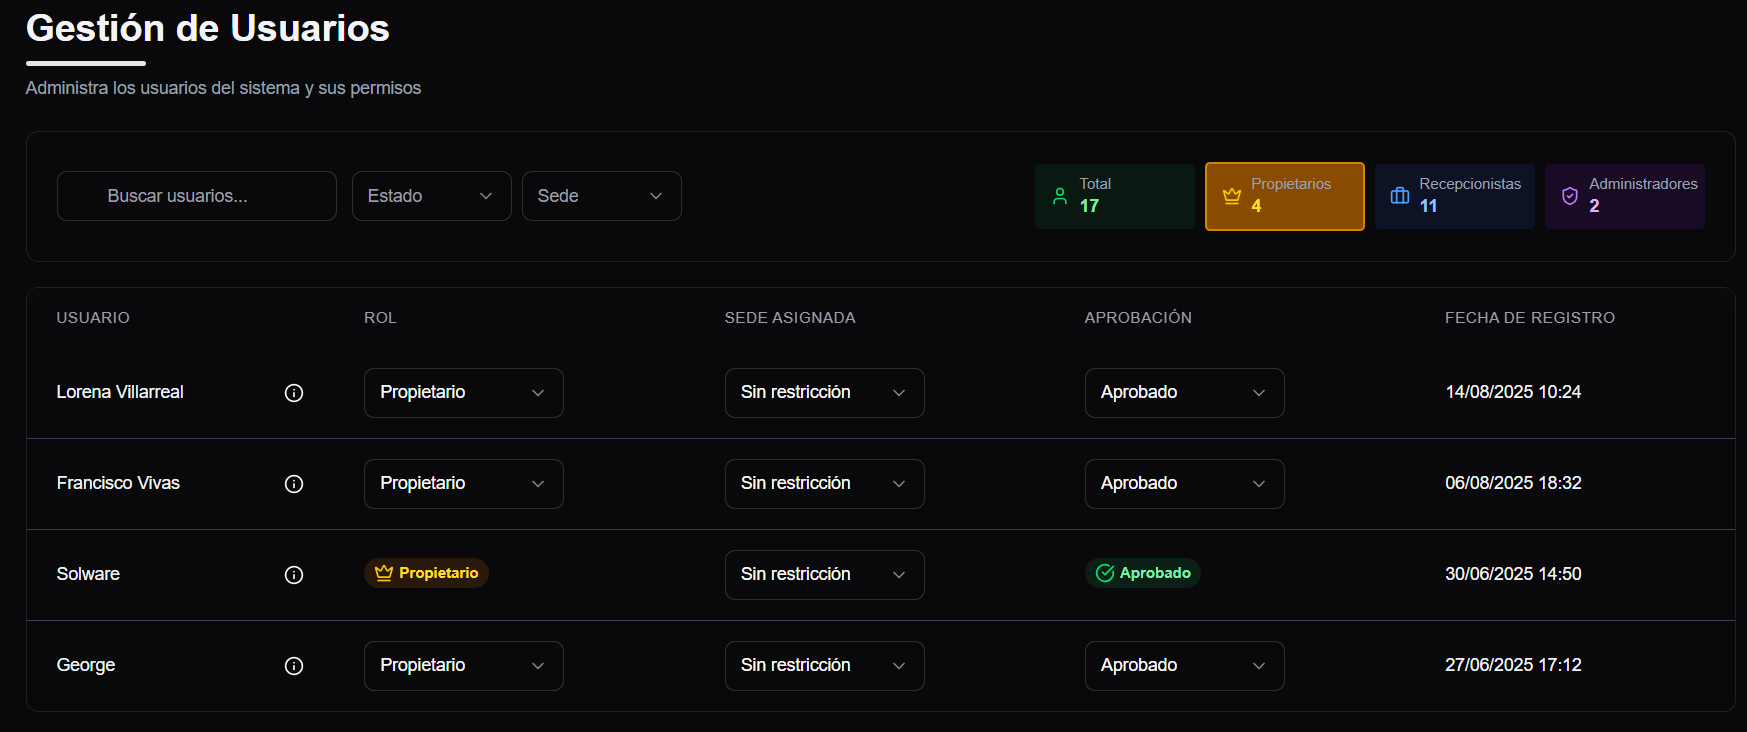 Gestión de Usuarios
Administra los usuarios del sistema y sus permisos
Buscar usuarios... Estado Sede
Total Propietarios Recepcionistas Administradores
17 4 11 2
USUARIO ROL SEDE ASIGNADA APROBACIÓN FECHA DE REGISTRO
Lorena Villarreal Propietario Sin restricción Aprobado 14/08/2025 10:24
Francisco Vivas Propietario Sin restricción Aprobado 06/08/2025 18:32
Solware Propietario Sin restricción Aprobado 30/06/2025 14:50
George Propietario Sin restricción Aprobado 27/06/2025 17:12